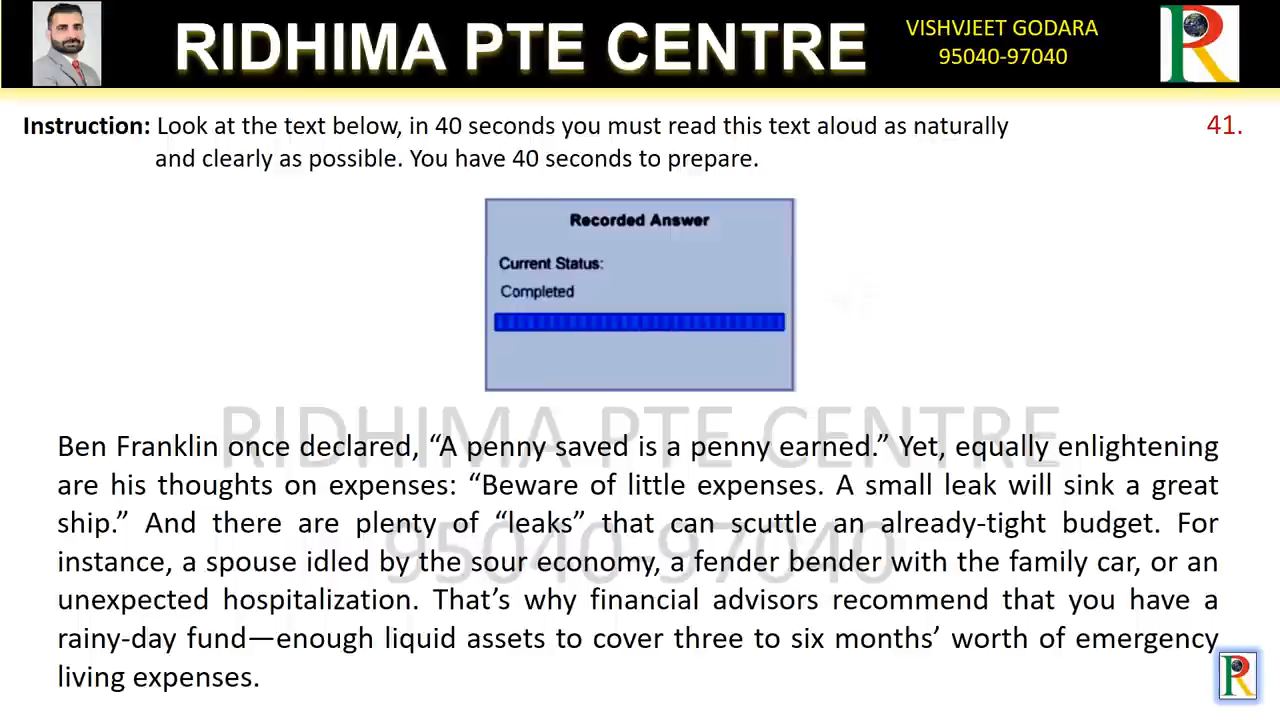 RIDHIMA PTE CENTRE
VISHVJEET GODARA
95040-97040
Instruction: Look at the text below, in 40 seconds you must read this text aloud as naturally
and clearly as possible. You have 40 seconds to prepare.
41.
Recorded Answer
Current Status:
Completed
RIDHIMA PTE CENTRE
95040-97040
Ben Franklin once declared, “A penny saved is a penny earned.” Yet, equally enlightening
are his thoughts on expenses: “Beware of little expenses. A small leak will sink a great
ship.” And there are plenty of “leaks” that can scuttle an already-tight budget. For
instance, a spouse idled by the sour economy, a fender bender with the family car, or an
unexpected hospitalization. That’s why financial advisors recommend that you have a
rainy-day fund—enough liquid assets to cover three to six months’ worth of emergency
living expenses.